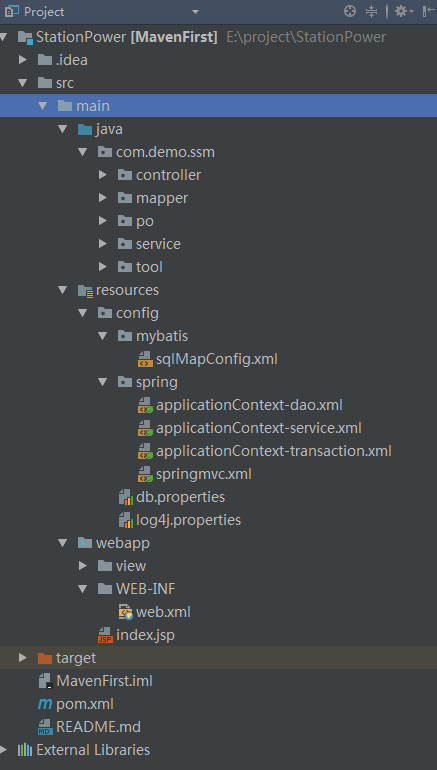 Project
StationPower [MavenFirst] E:\project\StationPower
.idea
src
main
java
com.demo.ssm
controller
mapper
po
service
tool
resources
config
mybatis
sqlMapConfig.xml
spring
applicationContext-dao.xml
applicationContext-service.xml
applicationContext-transaction.xml
springmvc.xml
db.properties
log4j.properties
webapp
view
WEB-INF
web.xml
index.jsp
target
MavenFirst.iml
pom.xml
README.md
External Libraries